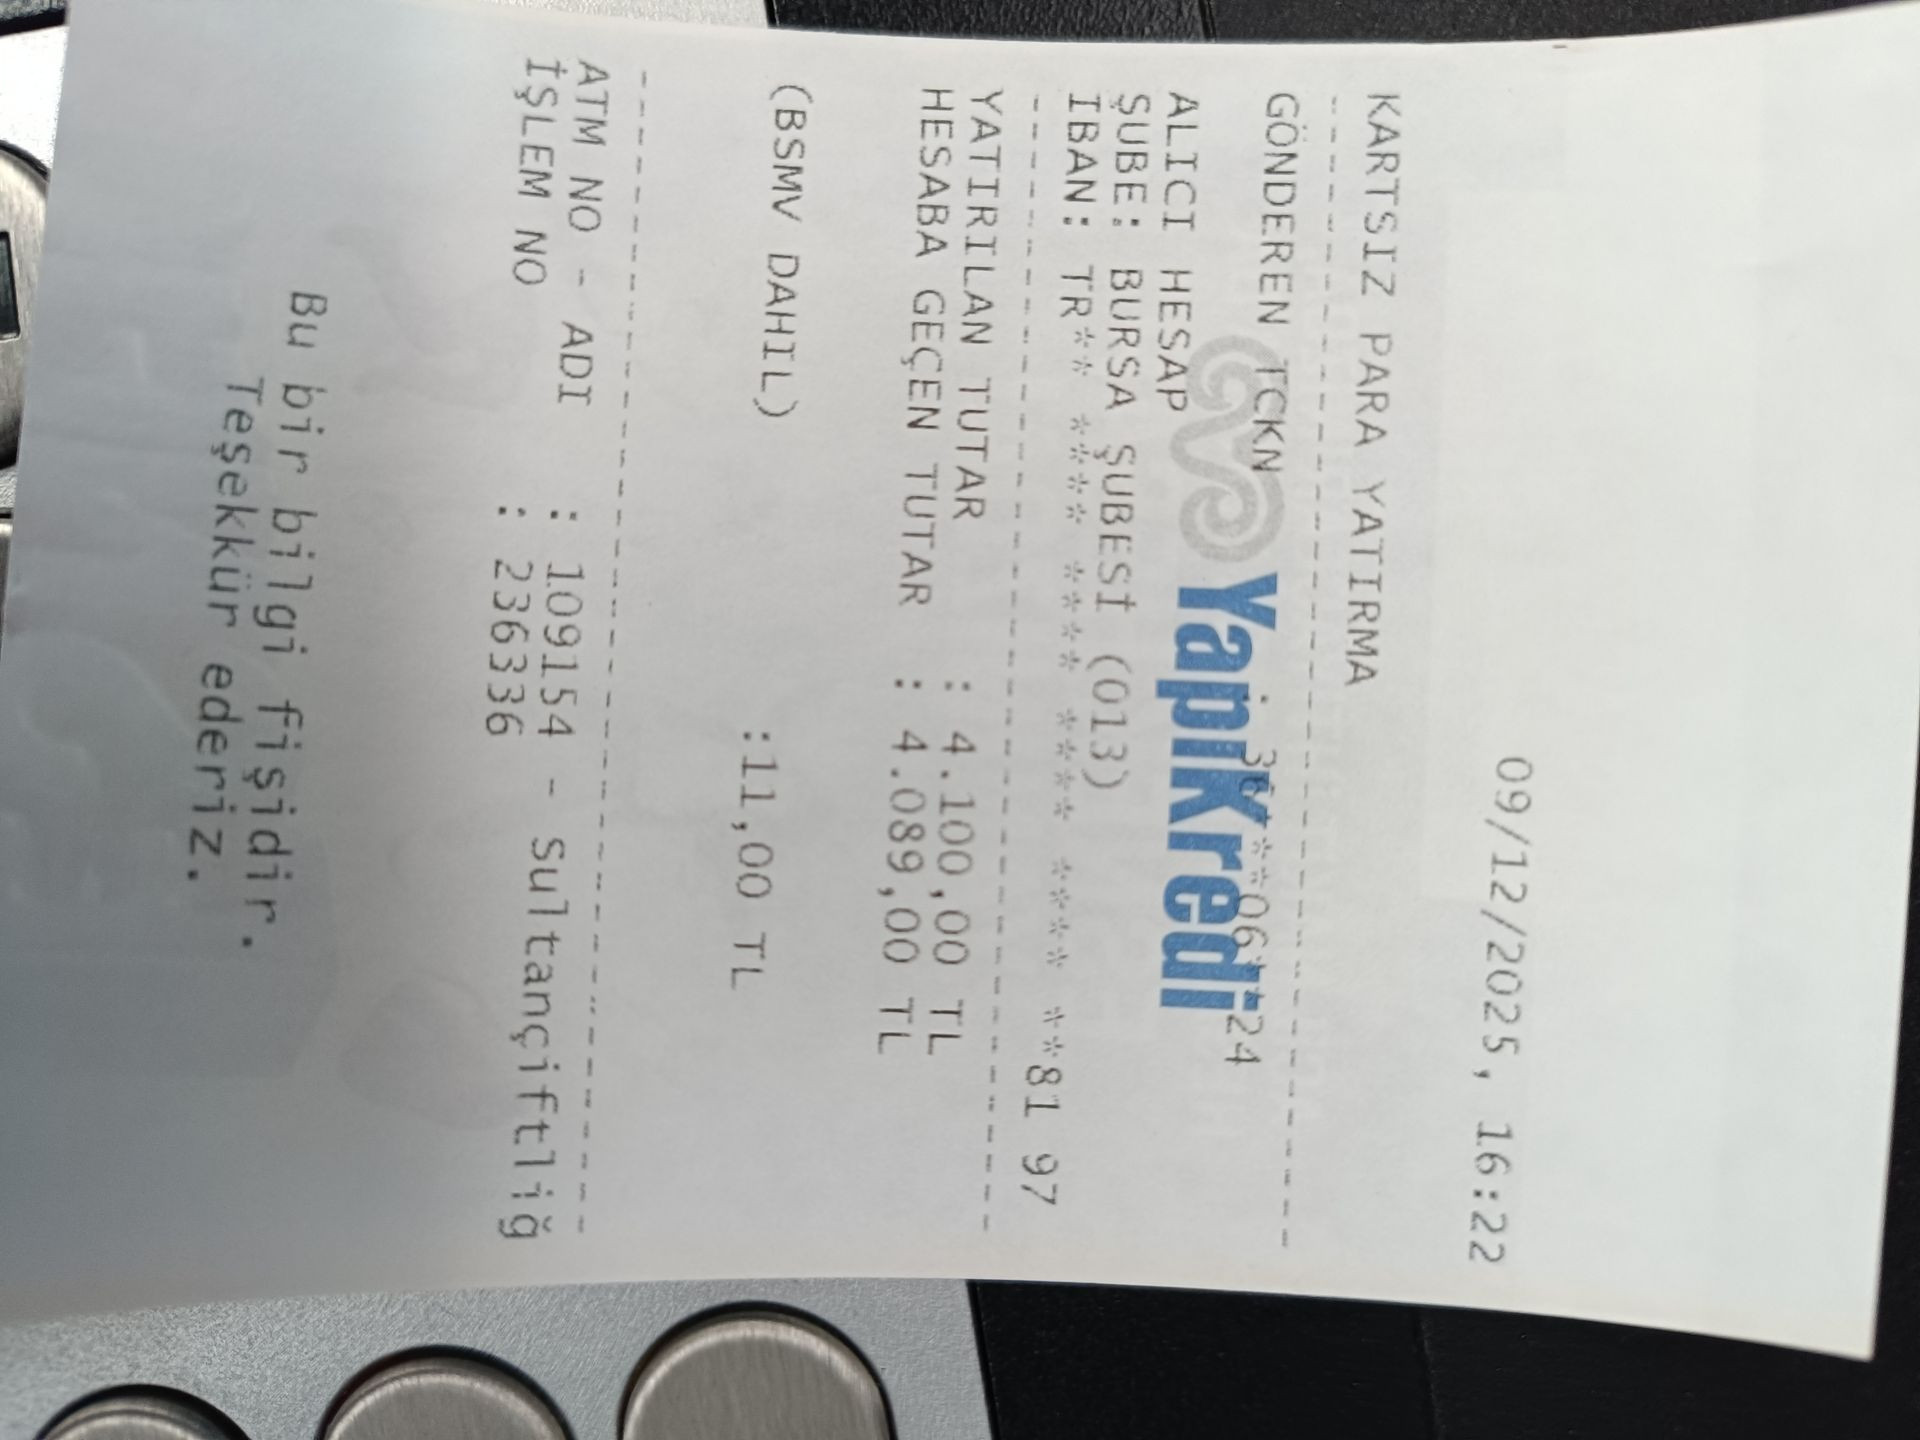 09/12/2025, 16:22
KARTSIZ PARA YATIRMA
GÖNDEREN TCKN
YapıKredi
ALICI HESAP
ŞUBE: BURSA ŞUBESİ (013)
IBAN: TR** **** **** **** **** **81 97
YATIRILAN TUTAR : 4.100,00 TL
HESABA GEÇEN TUTAR : 4.089,00 TL
:11,00 TL
(BSMV DAHIL)
ATM NO - ADI : 109154 - Sultançiftliğ
İŞLEM NO : 2363336
Bu bir bilgi fişidir.
Teşekkür ederiz.